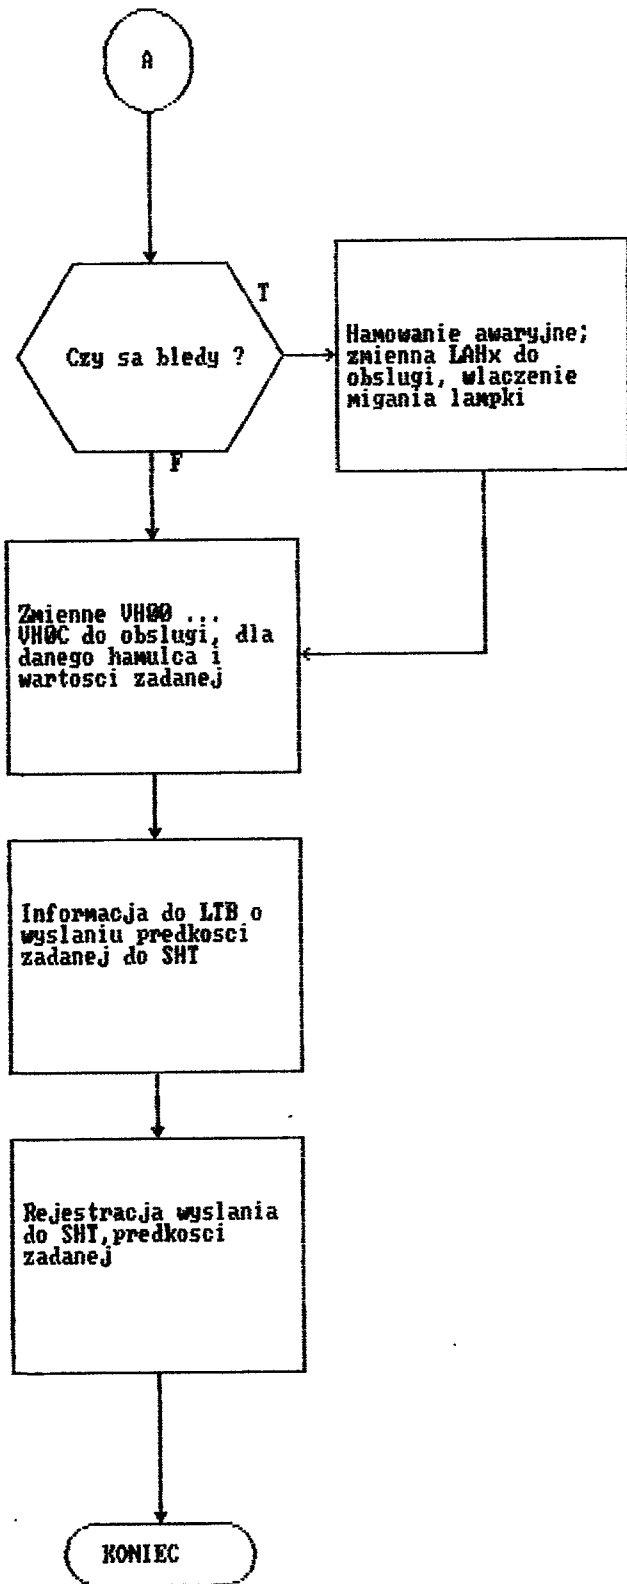 A
T
Czy sa bledy ?
Hamowanie awaryjne;
zmienna LAHx do
obslugi, wlaczenie
migania lampki
F
Zmienne VH00 ...
VH0C do obslugi, dla
danego hamulca i
wartosci zadanej
Informacja do LTB o
wyslaniu predkosci
zadanej do SHT
Rejestracja wyslania
do SHT,predkosci
zadanej
KONIEC